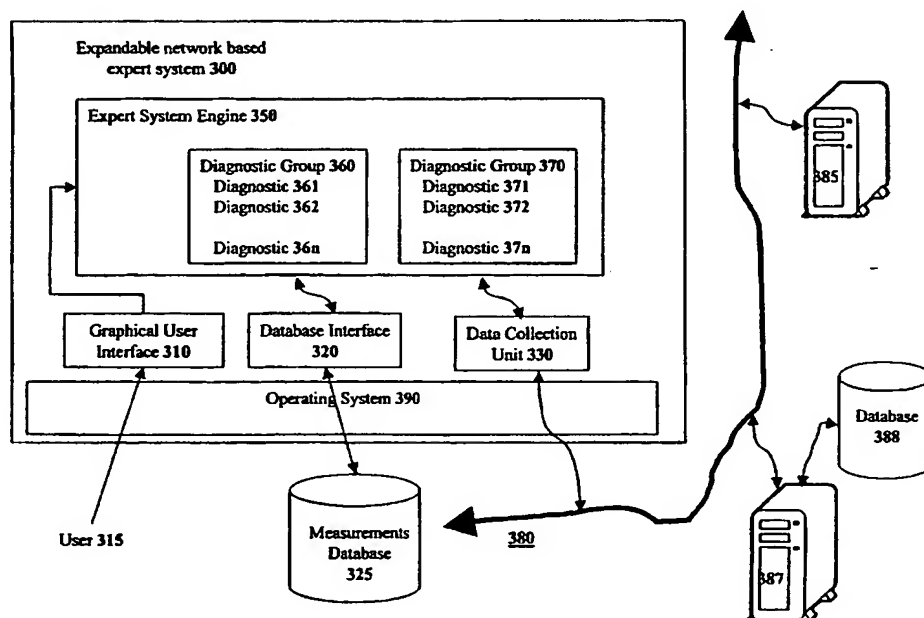 Expandable network based
expert system 300
Expert System Engine 350
Diagnostic Group 360
Diagnostic 361
Diagnostic 362
Diagnostic 36n
Diagnostic Group 370
Diagnostic 371
Diagnostic 372
Diagnostic 37n
Graphical User
Interface 310
Database Interface
320
Data Collection
Unit 330
Operating System 390
User 315
Measurements
Database
325
380
385
Database
388
387